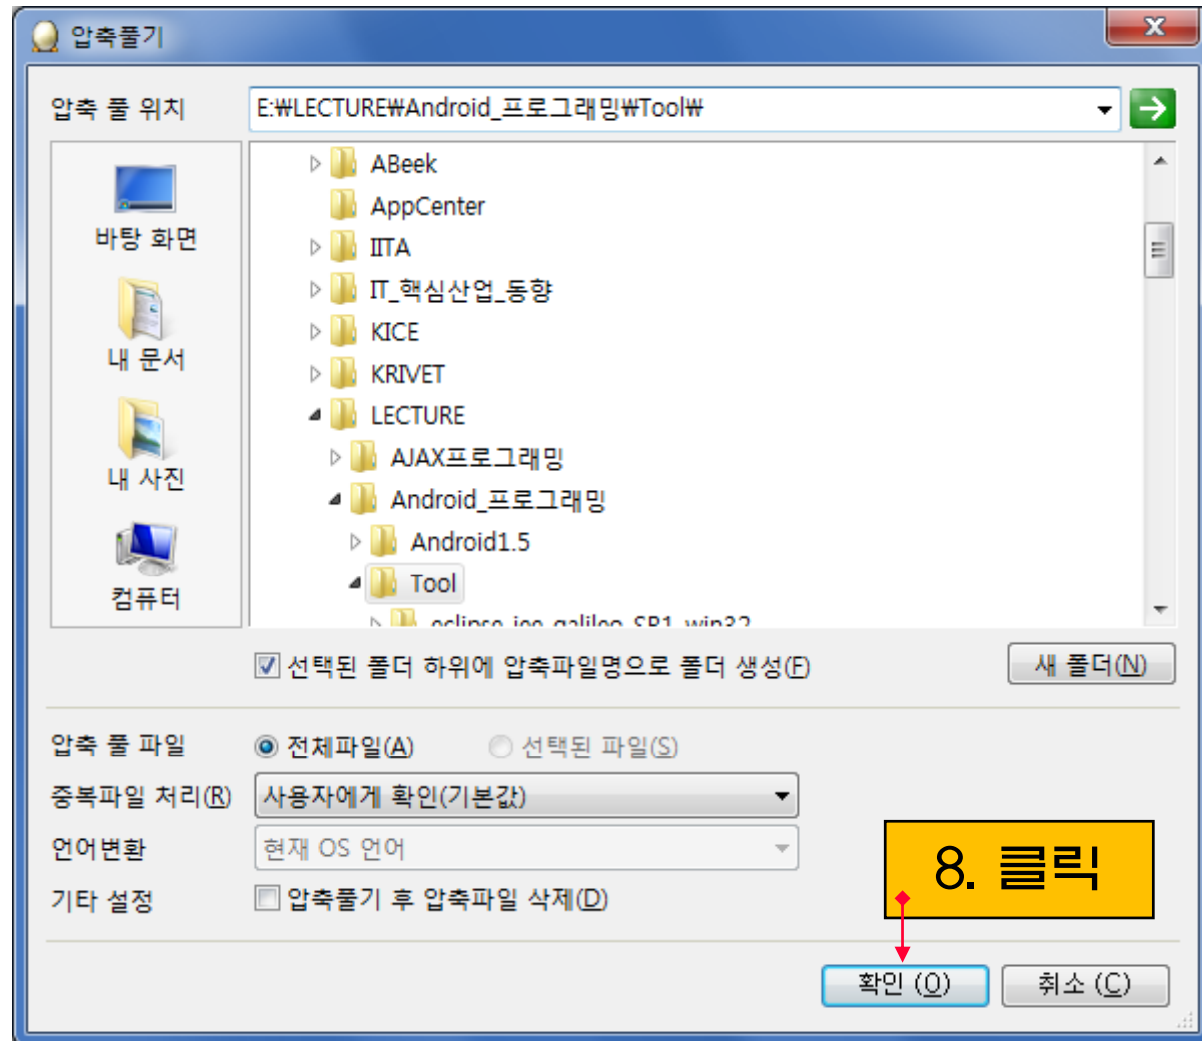 압축풀기
압축 풀 위치
E:₩LECTURE₩Android_프로그래밍₩Tool₩
바탕 화면
내 문서
내 사진
컴퓨터
ABeek
AppCenter
IITA
IT_핵심산업_동향
KICE
KRIVET
LECTURE
AJAX프로그래밍
Android_프로그래밍
Android1.5
Tool
eclipse-jee-galileo-SR1-win32
선택된 폴더 하위에 압축파일명으로 폴더 생성(F)
새 폴더(N)
압축 풀 파일
전체파일(A)
선택된 파일(S)
중복파일 처리(R)
사용자에게 확인(기본값)
언어변환
현재 OS 언어
기타 설정
압축풀기 후 압축파일 삭제(D)
8. 클릭
확인 (O)
취소 (C)